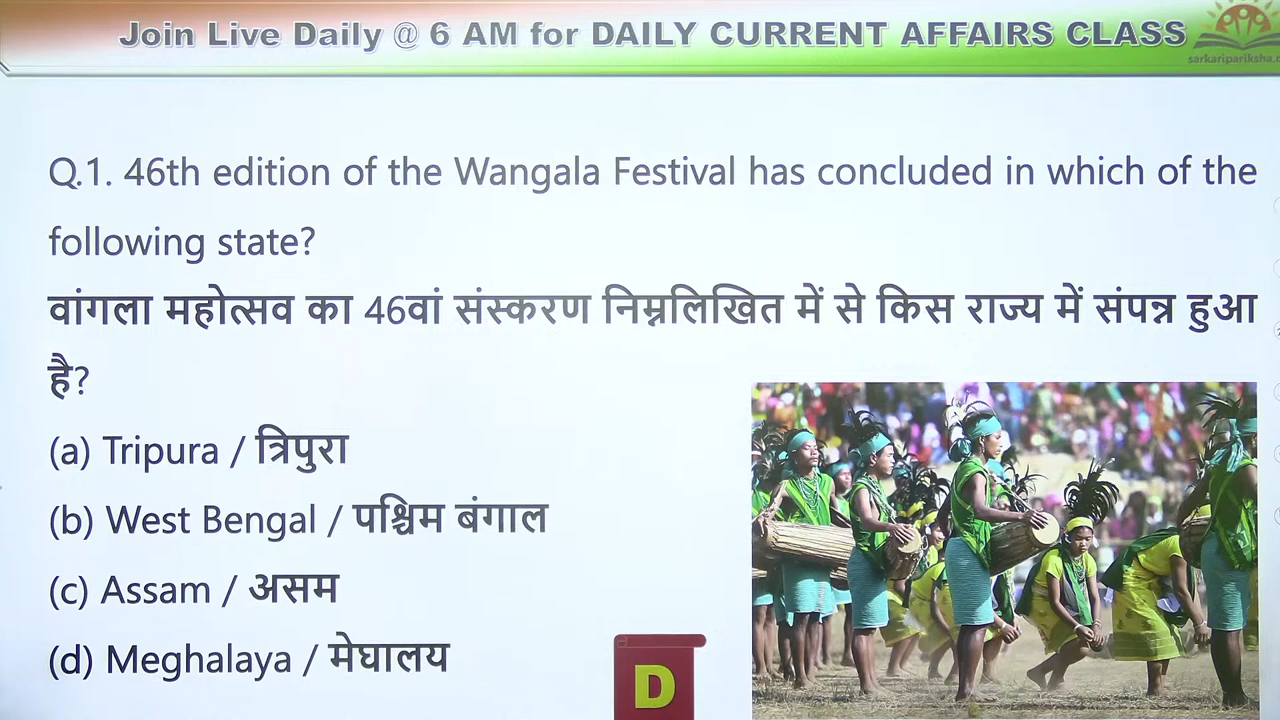 Join Live Daily @ 6 AM for DAILY CURRENT AFFAIRS CLASS
Q.1. 46th edition of the Wangala Festival has concluded in which of the
following state?
वांगला महोत्सव का 46वां संस्करण निम्नलिखित में से किस राज्य में संपन्न हुआ
है?
(a) Tripura / त्रिपुरा
(b) West Bengal / पश्चिम बंगाल
(c) Assam / असम
(d) Meghalaya / मेघालय
D